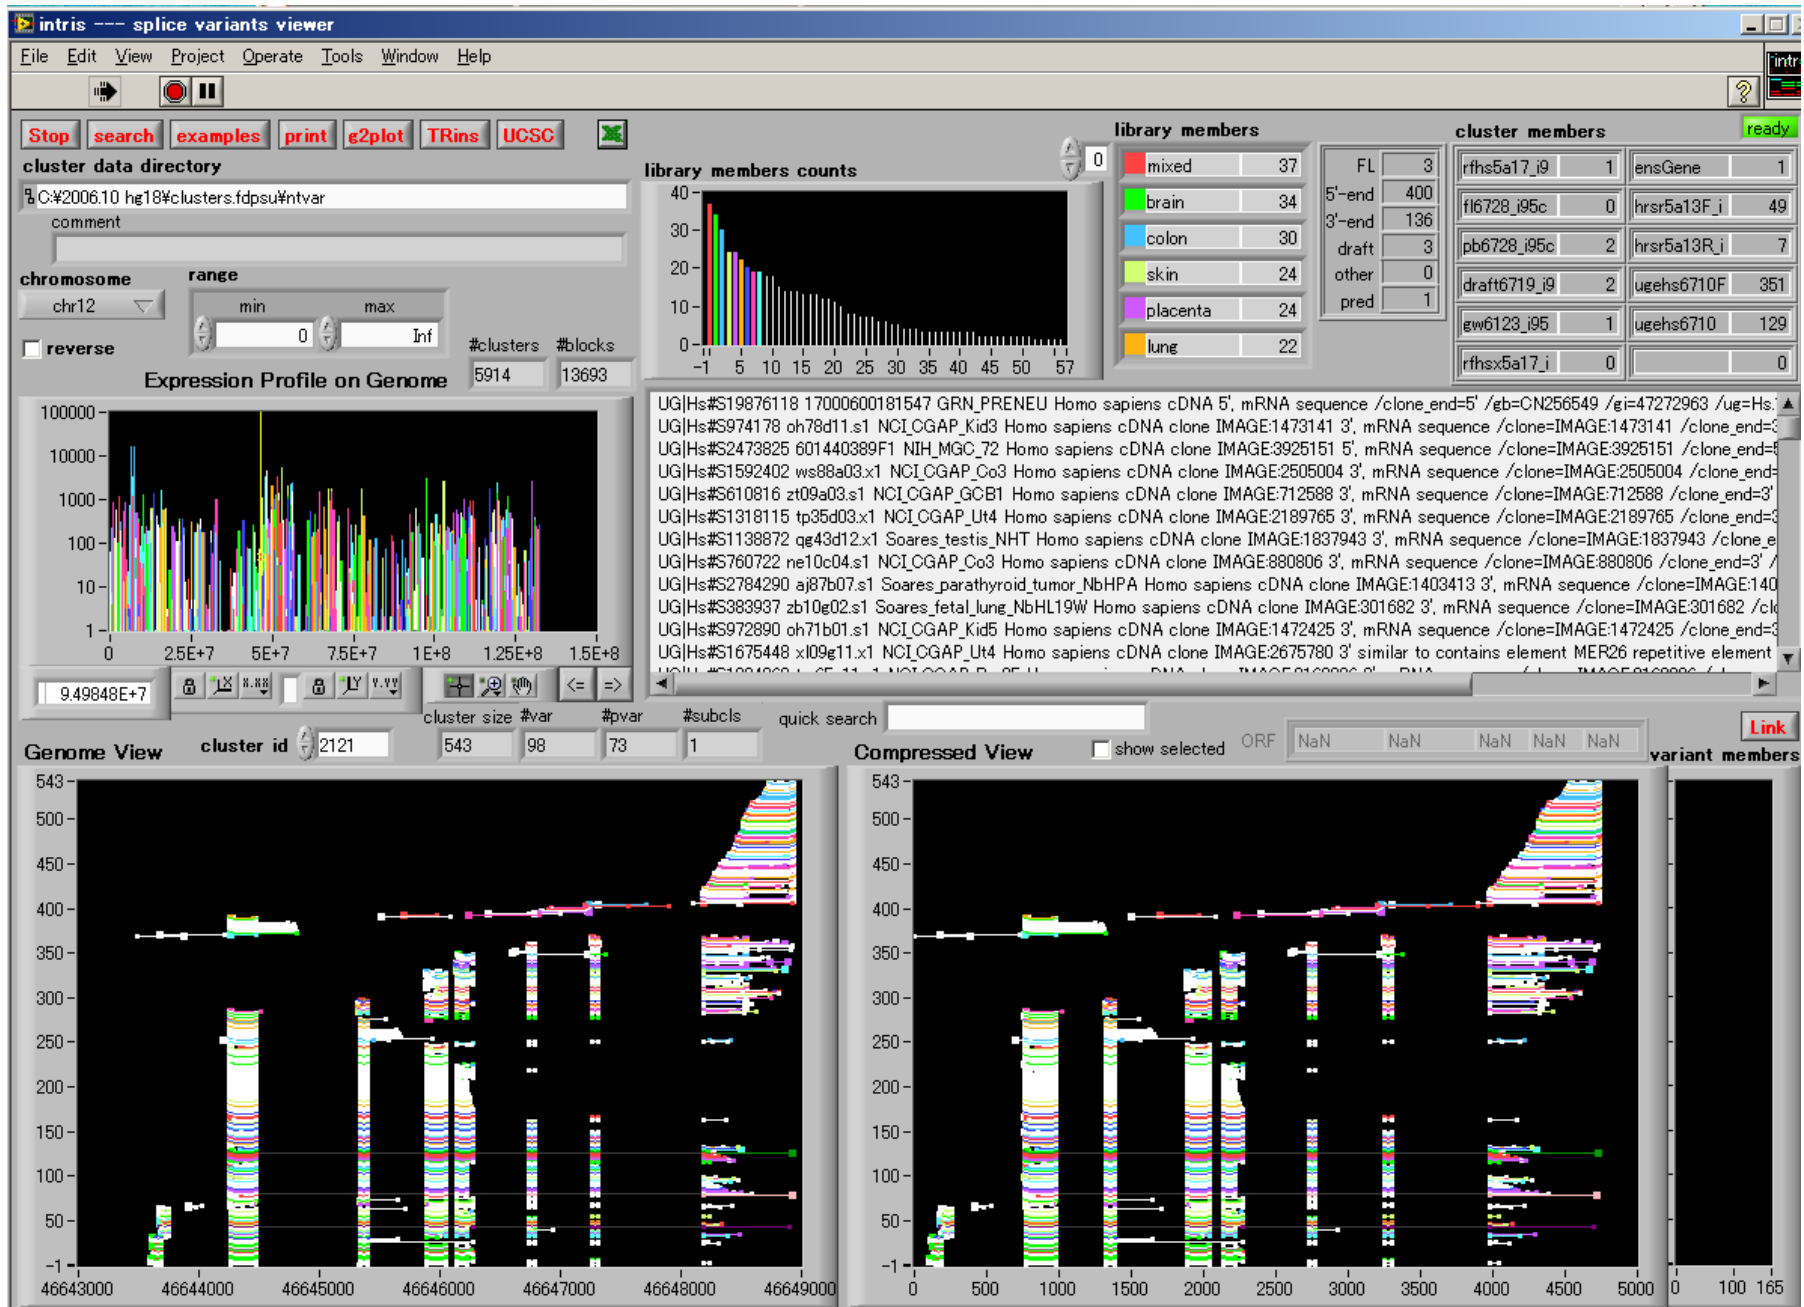 intris --- splice variants viewer
File Edit View Project Operate Tools Window Help
intr
Stop search examples print g2plot TRins UCSC
ready
cluster data directory
C:¥2006.10 hg18¥clusters.fdpsu¥ntvar
comment
chromosome
chr12
range
min max
0 Inf
reverse
#clusters #blocks
5914 13693
library members counts
0
40
30
20
10
0
-1 5 10 15 20 25 30 35 40 45 50 57
library members
mixed 37
brain 34
colon 30
skin 24
placenta 24
lung 22
FL 3
5'-end 400
3'-end 136
draft 3
other 0
pred 1
cluster members
rfhs5a17_i9 1 ensGene 1
fl6728_i95c 0 hrsr5a13F_i 49
pb6728_i95c 2 hrsr5a13R_i 7
draft6719_i9 2 ugehs6710F 351
gw6123_i95 1 ugehs6710 129
rfhsx5a17_i 0 0
Expression Profile on Genome
100000
10000
1000
100
10
1
0 2.5E+7 5E+7 7.5E+7 1E+8 1.25E+8 1.5E+8
9.49848E+7
<= =>
UG|Hs#S19876118 17000600181547 GRN_PRENEU Homo sapiens cDNA 5', mRNA sequence /clone_end=5' /gb=CN256549 /gi=47272963 /ug=Hs.
UG|Hs#S974178 oh78d11.s1 NCI_CGAP_Kid3 Homo sapiens cDNA clone IMAGE:1473141 3', mRNA sequence /clone=IMAGE:1473141 /clone_end=3
UG|Hs#S2473825 601440389F1 NIH_MGC_72 Homo sapiens cDNA clone IMAGE:3925151 5', mRNA sequence /clone=IMAGE:3925151 /clone_end=5
UG|Hs#S1592402 ws88a03.x1 NCI_CGAP_Co3 Homo sapiens cDNA clone IMAGE:2505004 3', mRNA sequence /clone=IMAGE:2505004 /clone_end=
UG|Hs#S610816 zt09a03.s1 NCI_CGAP_GCB1 Homo sapiens cDNA clone IMAGE:712588 3', mRNA sequence /clone=IMAGE:712588 /clone_end=3'
UG|Hs#S1318115 tp35d03.x1 NCI_CGAP_Ut4 Homo sapiens cDNA clone IMAGE:2189765 3', mRNA sequence /clone=IMAGE:2189765 /clone_end=3
UG|Hs#S1138872 qg43d12.x1 Soares_testis_NHT Homo sapiens cDNA clone IMAGE:1837943 3', mRNA sequence /clone=IMAGE:1837943 /clone_e
UG|Hs#S760722 ne10c04.s1 NCI_CGAP_Co3 Homo sapiens cDNA clone IMAGE:880806 3', mRNA sequence /clone=IMAGE:880806 /clone_end=3' /
UG|Hs#S2784290 aj87b07.s1 Soares_parathyroid_tumor_NbHPA Homo sapiens cDNA clone IMAGE:1403413 3', mRNA sequence /clone=IMAGE:140
UG|Hs#S383937 zb10g02.s1 Soares_fetal_lung_NbHL19W Homo sapiens cDNA clone IMAGE:301682 3', mRNA sequence /clone=IMAGE:301682 /clo
UG|Hs#S972890 oh71b01.s1 NCI_CGAP_Kid5 Homo sapiens cDNA clone IMAGE:1472425 3', mRNA sequence /clone=IMAGE:1472425 /clone_end=3
UG|Hs#S1675448 xl09g11.x1 NCI_CGAP_Ut4 Homo sapiens cDNA clone IMAGE:2675780 3' similar to contains element MER26 repetitive element
cluster size #var #pvar #subcls
cluster id 2121 543 98 73 1
quick search
show selected
ORF NaN NaN NaN NaN NaN
Link
variant members
Genome View
543
500
450
400
350
300
250
200
150
100
50
-1
46643000 46644000 46645000 46646000 46647000 46648000 46649000
Compressed View
543
500
450
400
350
300
250
200
150
100
50
-1
0 500 1000 1500 2000 2500 3000 3500 4000 4500 5000
0 100 165